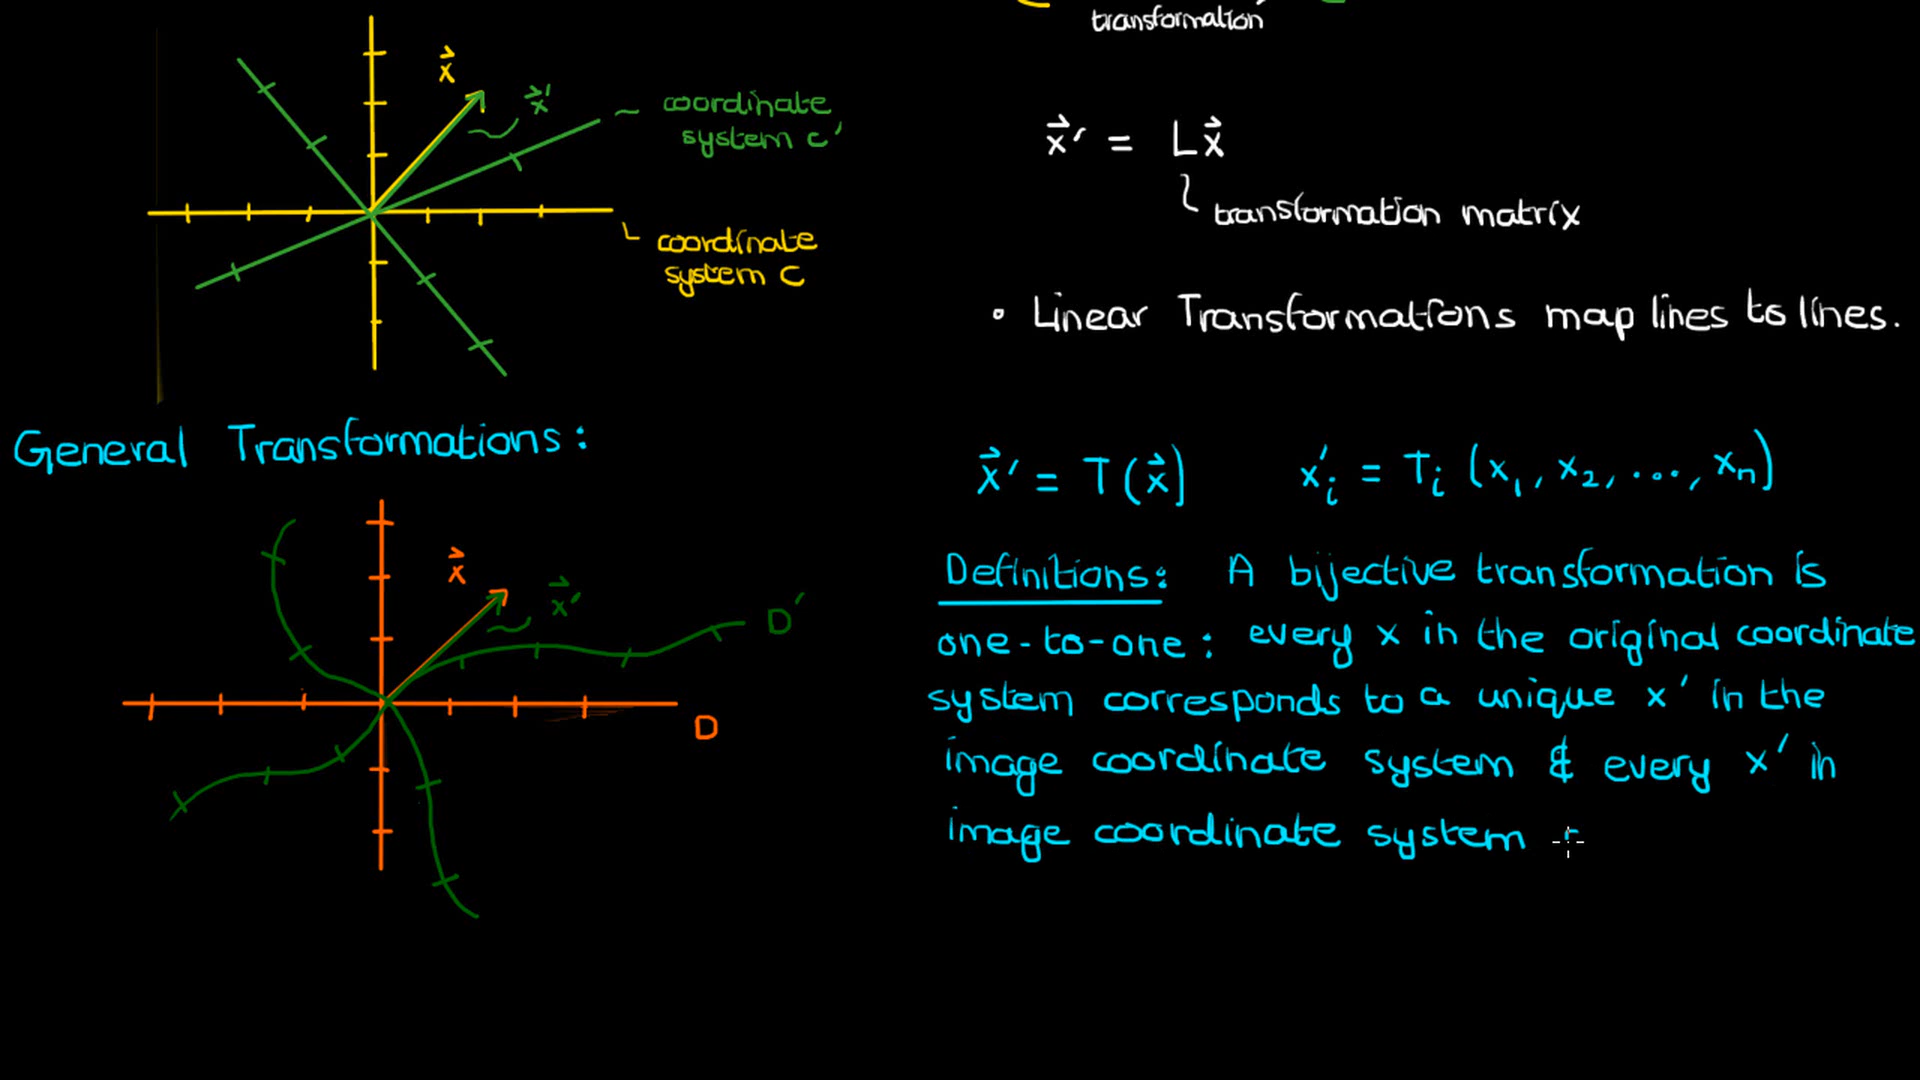 transformation
x⃗
x⃗'
coordinate
system C'
coordinate
system C
x⃗' = Lx⃗
transformation matrix
• Linear Transformations map lines to lines.
General Transformations:
x⃗' = T(x⃗)
x'ᵢ = Tᵢ (x₁, x₂, ..., xₙ)
x⃗
x⃗'
D'
D
Definitions: A bijective transformation is
one-to-one: every x in the original coordinate
system corresponds to a unique x' in the
image coordinate system & every x' in
image coordinate system